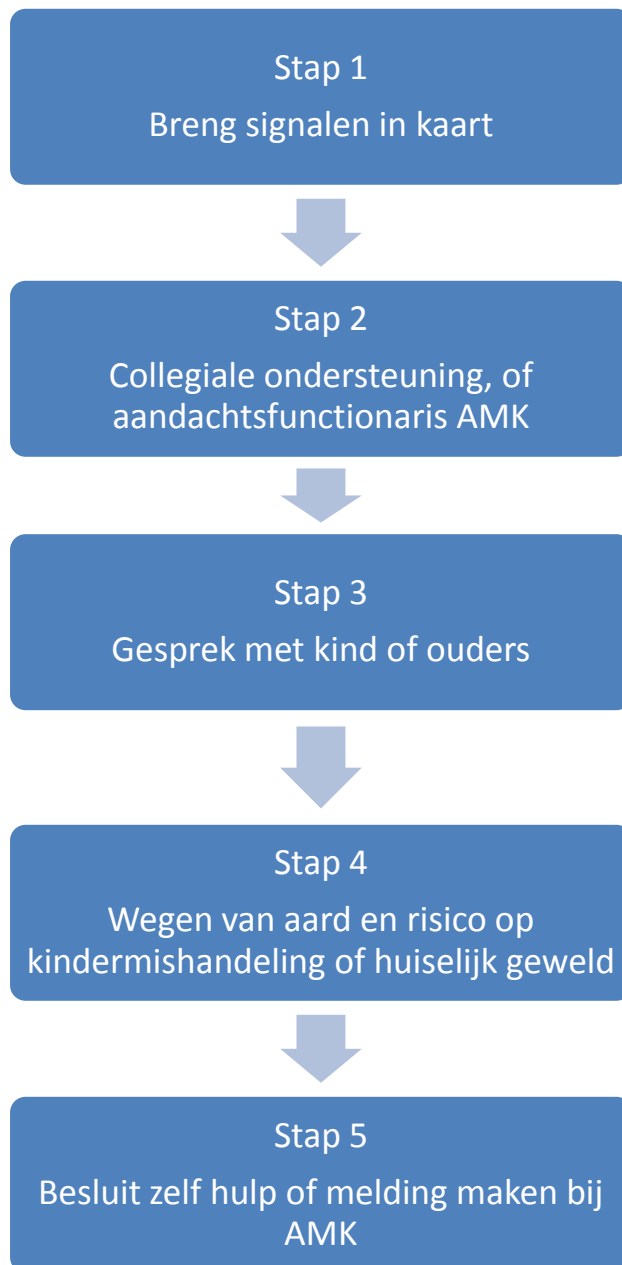 Stap 1
Breng signalen in kaart
Stap 2
Collegiale ondersteuning, of
aandachtsfunctionaris AMK
Stap 3
Gesprek met kind of ouders
Stap 4
Wegen van aard en risico op
kindermishandeling of huiselijk geweld
Stap 5
Besluit zelf hulp of melding maken bij
AMK